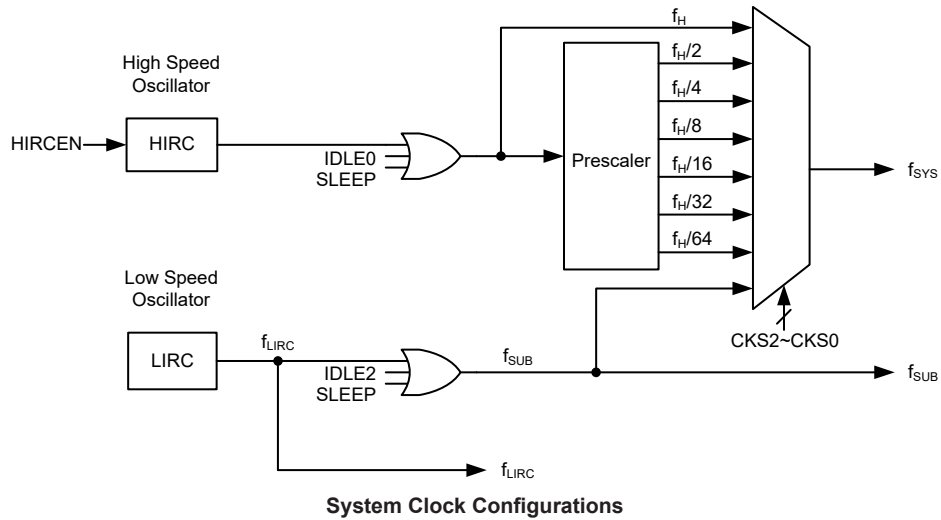 High Speed
Oscillator
HIRCEN
HIRC
IDLE0
SLEEP
Prescaler
fH
fH/2
fH/4
fH/8
fH/16
fH/32
fH/64
fSYS
CKS2~CKS0
Low Speed
Oscillator
LIRC
fLIRC
IDLE2
SLEEP
fSUB
fSUB
fLIRC
System Clock Configurations